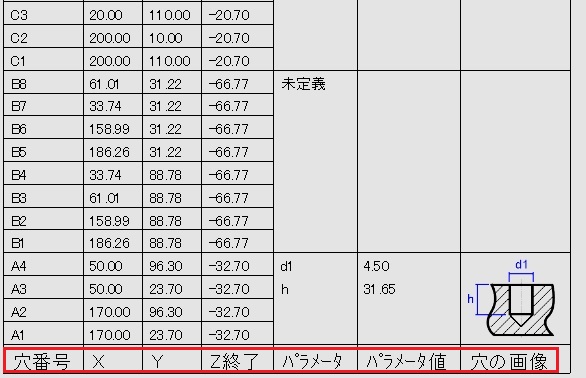 C3 20.00 110.00 -20.70
C2 200.00 10.00 -20.70
C1 200.00 110.00 -20.70
B8 61.01 31.22 -66.77 未定義
B7 33.74 31.22 -66.77
B6 158.99 31.22 -66.77
B5 186.26 31.22 -66.77
B4 33.74 88.78 -66.77
B3 61.01 88.78 -66.77
B2 158.99 88.78 -66.77
B1 186.26 88.78 -66.77
A4 50.00 96.30 -32.70 d1 4.50 d1
A3 50.00 23.70 -32.70 h 31.65 h
A2 170.00 96.30 -32.70
A1 170.00 23.70 -32.70
穴番号 X Y Z終了 パラメータ パラメータ値 穴の画像